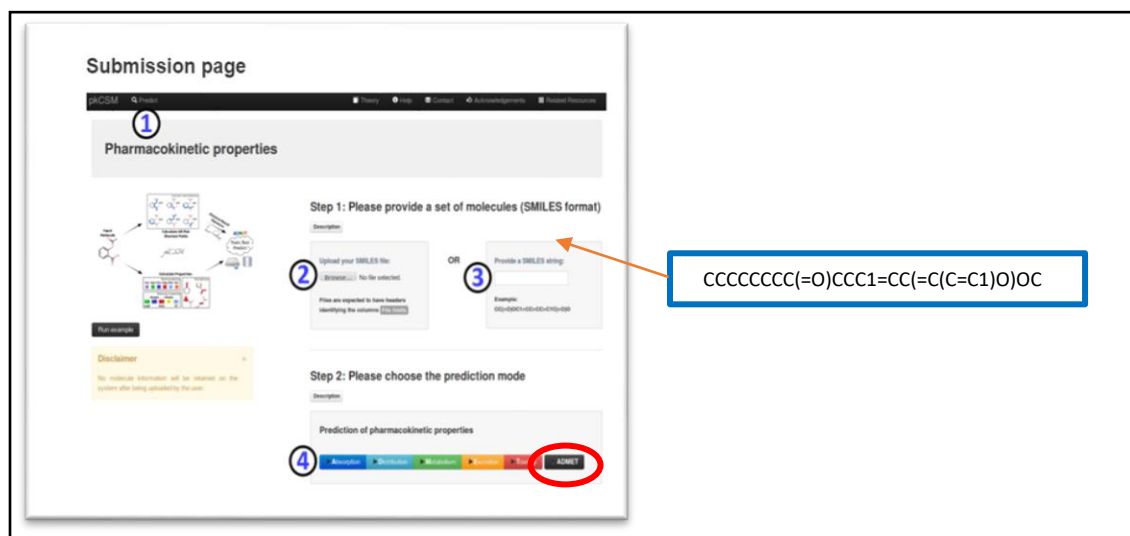 Submission page
pkCSM Predict Theory Help Contact Acknowledgements Related Resources
1
Pharmacokinetic properties
Step 1: Please provide a set of molecules (SMILES format)
Description
Upload your SMILES file:
OR
Provide a SMILES string:
2
Browse... No file selected.
3
Files are expected to have headers
identifying the columns
Example:
CCCCCCCC(=O)CCC1=CC(=C(C=C1)O)OC
Run example
Disclaimer
No molecule information will be retained on the
system after being uploaded by the user.
Step 2: Please choose the prediction mode
Description
Prediction of pharmacokinetic properties
4
Absorption Distribution Metabolism Excretion ADMET